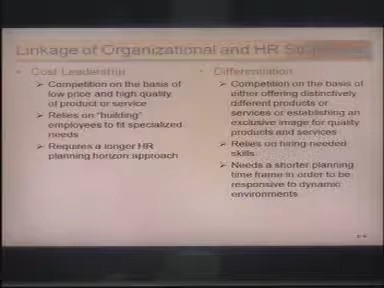 Linkage of Organizational and HR
• Cost Leadership
➤ Competition on the basis of
low price and high quality
of product or service
➤ Relies on "building"
employees to fit specialized
needs
➤ Requires a longer HR
planning horizon approach
• Differentiation
➤ Competition on the basis of
either offering distinctively
different products or
services or establishing an
exclusive image for quality
products and services
➤ Relies on hiring needed
skills
➤ Needs a shorter planning
time frame in order to be
responsive to dynamic
environments